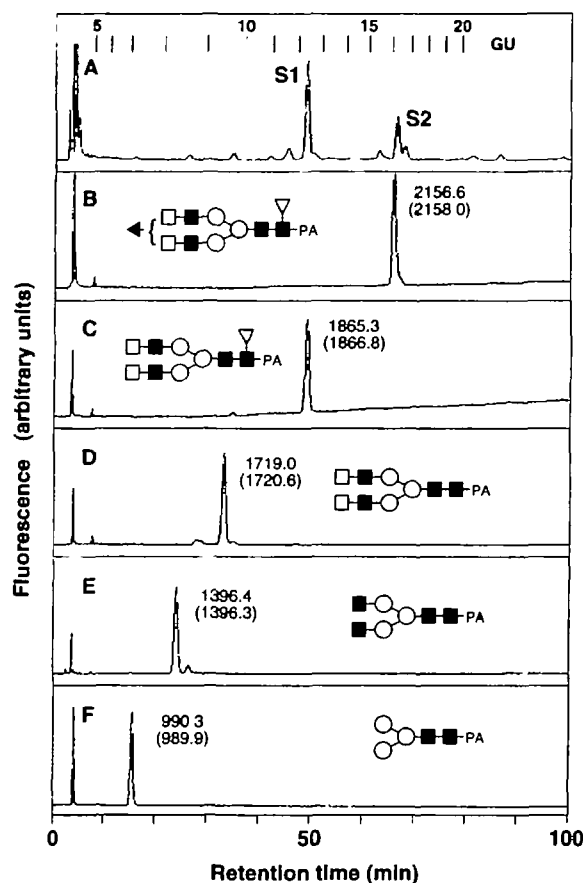 5 10 15 20 GU
A
S1
S2
B
2156.6
(2158 0)
PA
C
1865.3
(1866.8)
PA
D
1719.0
(1720.6)
PA
E
1396.4
(1396.3)
PA
F
990 3
(989.9)
PA
0 50 100
Retention time (min)
Fluorescence (arbitrary units)